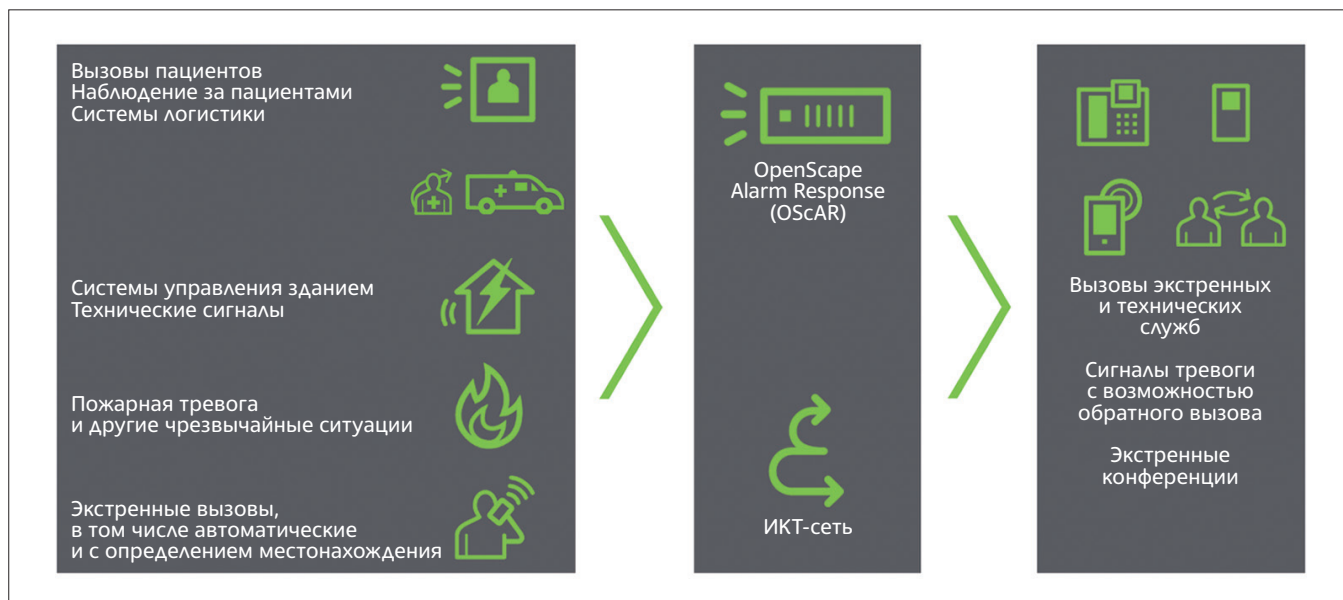 Вызовы пациентов
Наблюдение за пациентами
Системы логистики
Системы управления зданием
Технические сигналы
Пожарная тревога
и другие чрезвычайные ситуации
Экстренные вызовы,
в том числе автоматические
и с определением местонахождения
OpenScape
Alarm Response
(OScAR)
ИКТ-сеть
Вызовы экстренных
и технических
служб
Сигналы тревоги
с возможностью
обратного вызова
Экстренные
конференции